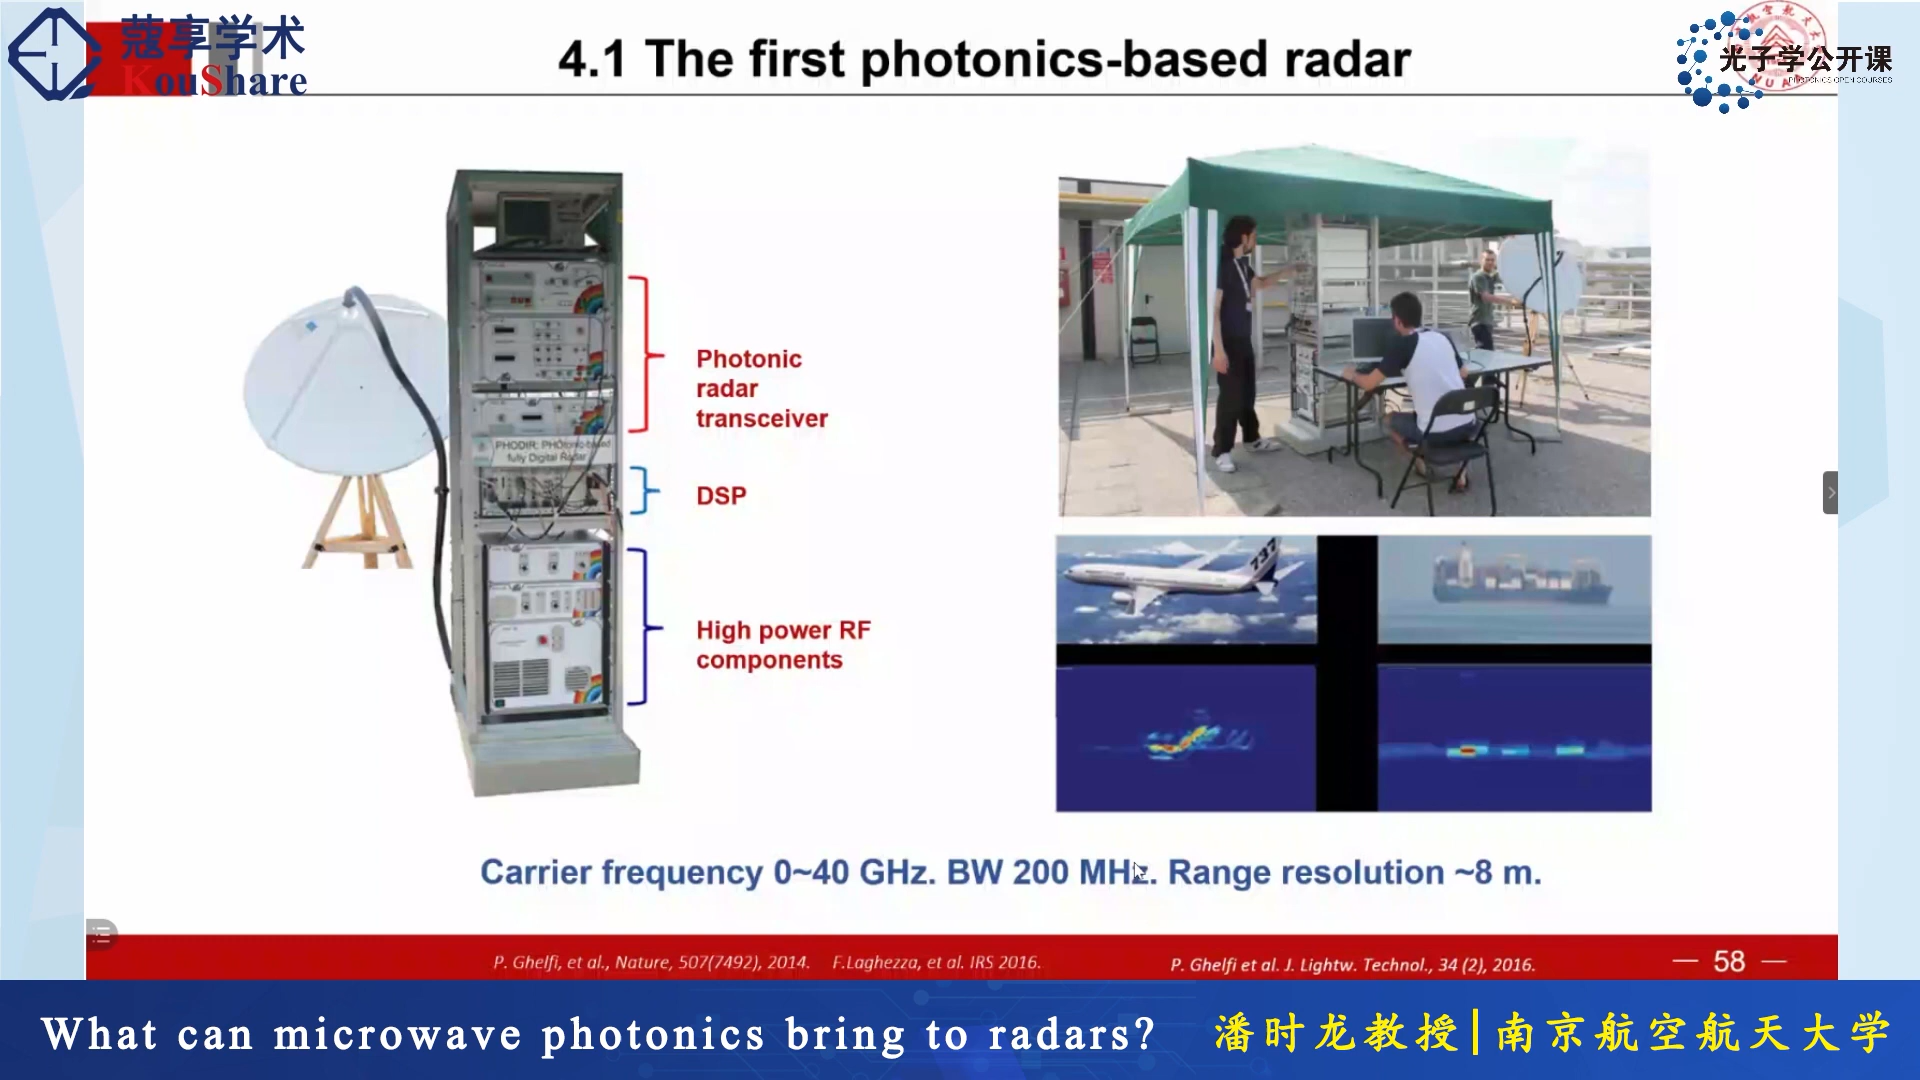 蔻享学术
KouShare
4.1 The first photonics-based radar
光子学公开课
PHOTONICS OPEN COURSES
Photonic
radar
transceiver
PHODIR: PHOtonic-based
fully Digital Radar
DSP
High power RF
components
737
Carrier frequency 0~40 GHz. BW 200 MHz. Range resolution ~8 m.
P. Ghelfi, et al., Nature, 507(7492), 2014. F.Laghezza, et al. IRS 2016. P. Ghelfi et al. J. Lightw. Technol., 34 (2), 2016. — 58 —
What can microwave photonics bring to radars? 潘时龙教授|南京航空航天大学